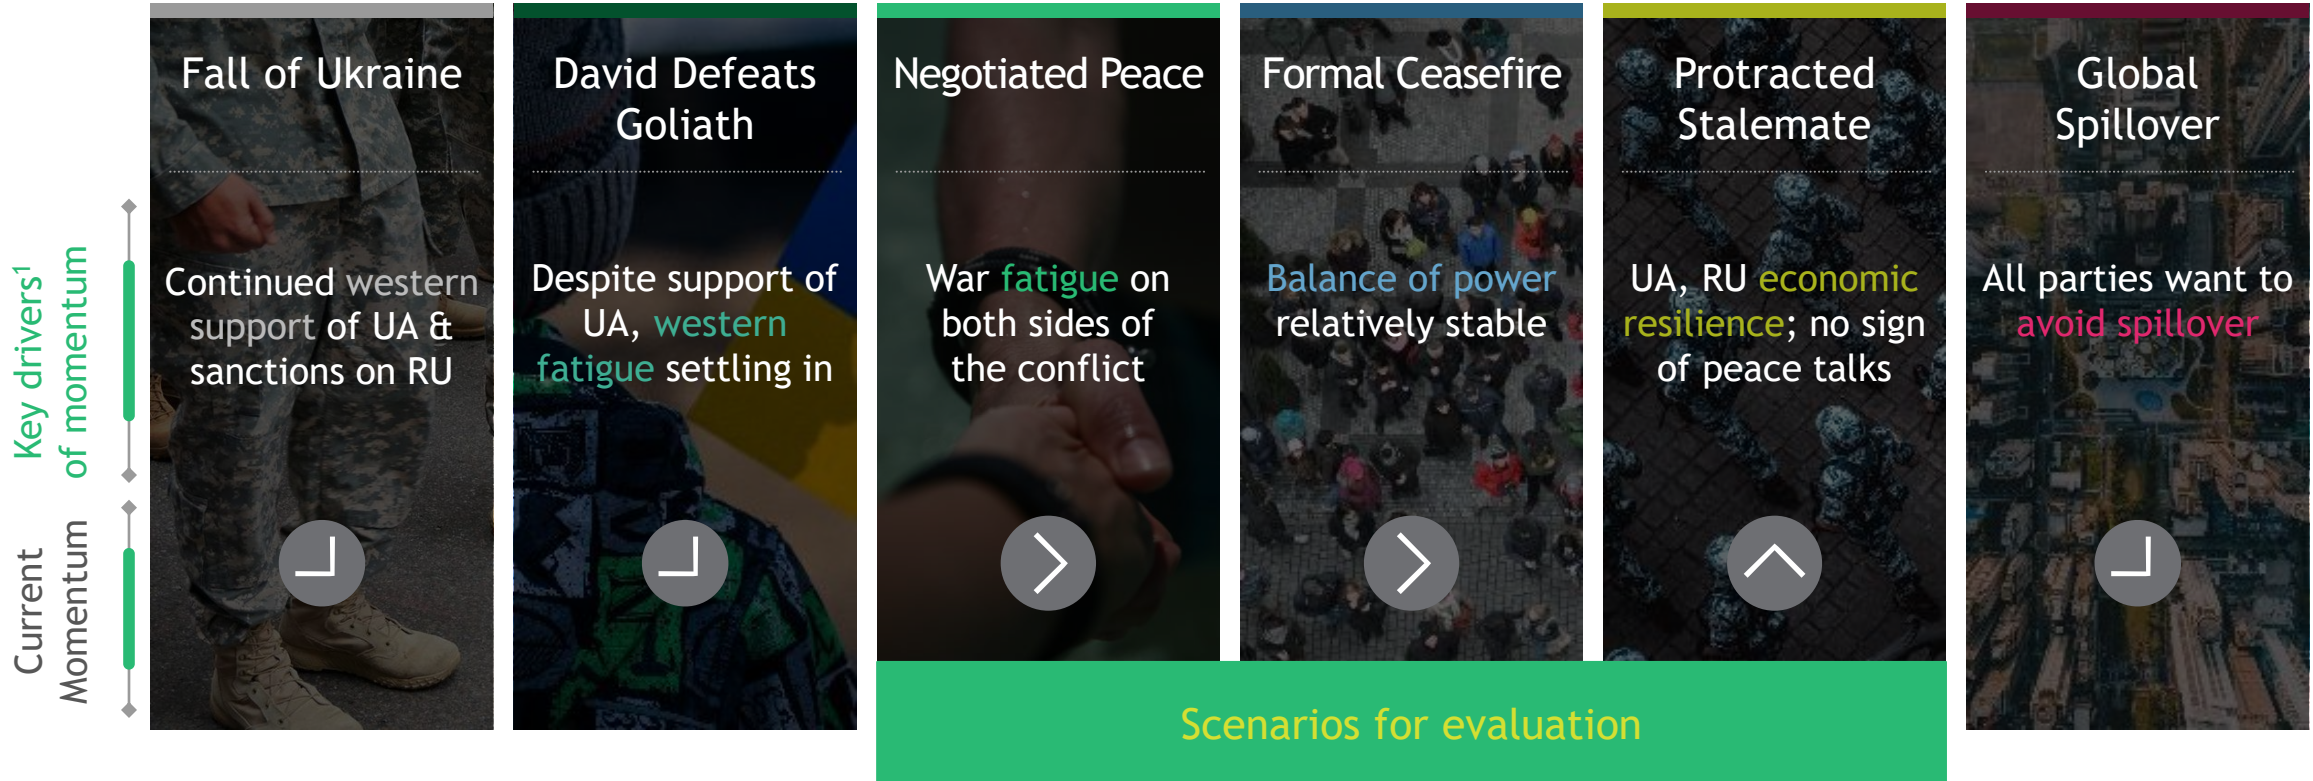 Fall of Ukraine
David Defeats
Goliath
Negotiated Peace
Formal Ceasefire
Protracted
Stalemate
Global
Spillover
Key drivers¹
of momentum
Continued western
support of UA &
sanctions on RU
Despite support of
UA, western
fatigue settling in
War fatigue on
both sides of
the conflict
Balance of power
relatively stable
UA, RU economic
resilience; no sign
of peace talks
All parties want to
avoid spillover
Current
Momentum
Scenarios for evaluation